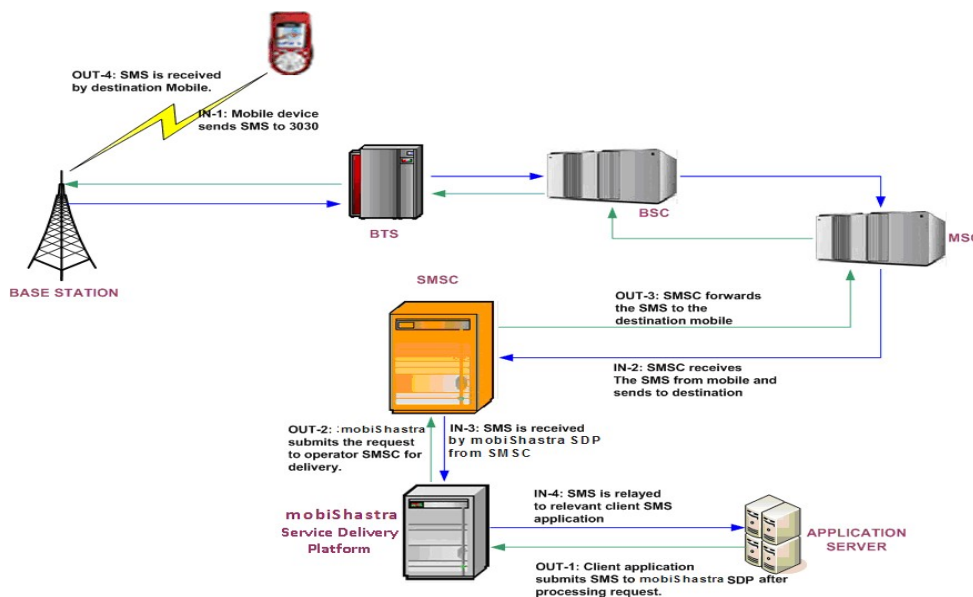 OUT-4: SMS is received
by destination Mobile.
IN-1: Mobile device
sends SMS to 3030
BTS
BSC
MSC
BASE STATION
SMSC
OUT-3: SMSC forwards
the SMS to the
destination mobile
IN-2: SMSC receives
The SMS from mobile and
sends to destination
OUT-2: :mobiShastra
submits the request
to operator SMSC for
delivery.
IN-3: SMS is received
by mobiShastra SDP
from SMSC
mobiShastra
Service Delivery
Platform
IN-4: SMS is relayed
to relevant client SMS
application
APPLICATION
SERVER
OUT-1: Client application
submits SMS to mobiShastra SDP after
processing request.